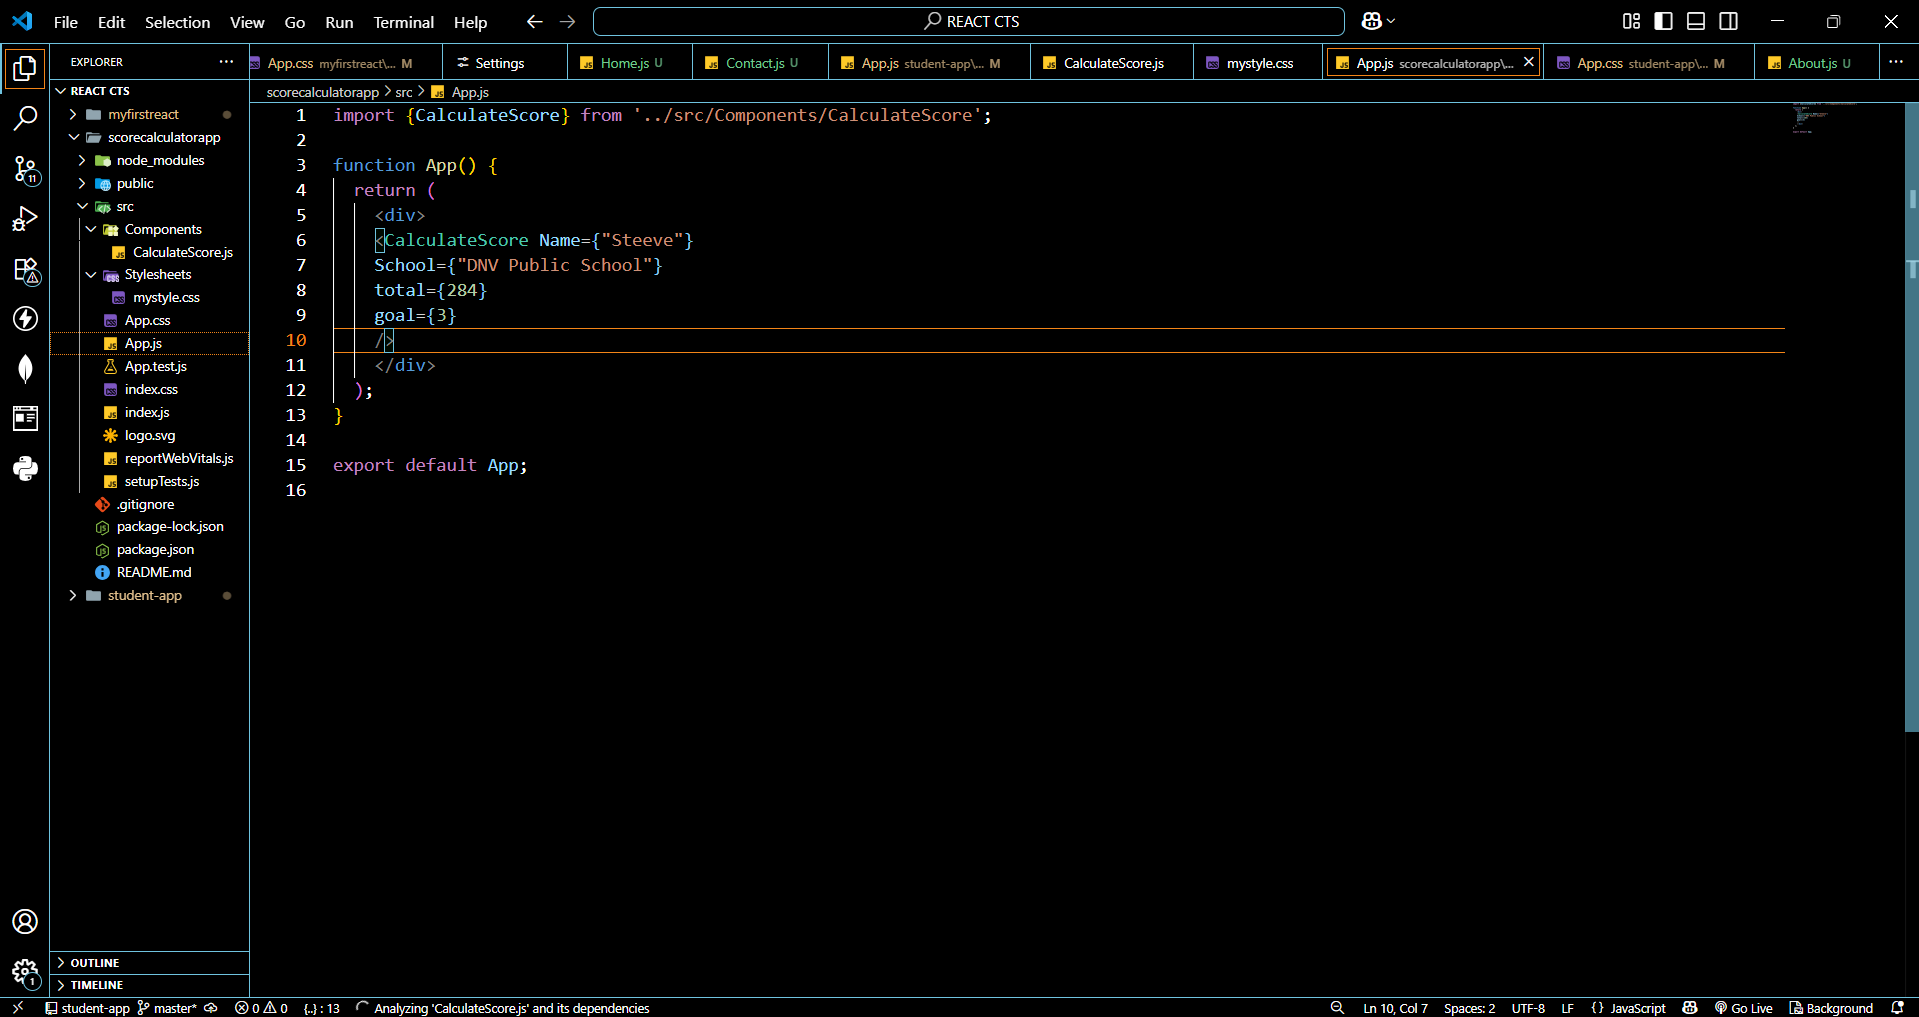 File Edit Selection View Go Run Terminal Help REACT CTS
EXPLORER
App.css myfirstreact\... M Settings Home.js U Contact.js U App.js student-app\... M CalculateScore.js mystyle.css App.js scorecalculatorapp\... App.css student-app\... M About.js U
REACT CTS
myfirstreact
scorecalculatorapp
node_modules
public
src
Components
CalculateScore.js
Stylesheets
mystyle.css
App.css
App.js
App.test.js
index.css
index.js
logo.svg
reportWebVitals.js
setupTests.js
.gitignore
package-lock.json
package.json
README.md
student-app
OUTLINE
TIMELINE
11
1
scorecalculatorapp > src > App.js
1 import {CalculateScore} from '../src/Components/CalculateScore';
2
3 function App() {
4 return (
5 <div>
6 <CalculateScore Name={"Steeve"}
7 School={"DNV Public School"}
8 total={284}
9 goal={3}
10 />
11 </div>
12 );
13 }
14
15 export default App;
16
student-app master* 0 0 {..} : 13 Analyzing 'CalculateScore.js' and its dependencies Ln 10, Col 7 Spaces: 2 UTF-8 LF {} JavaScript Go Live Background